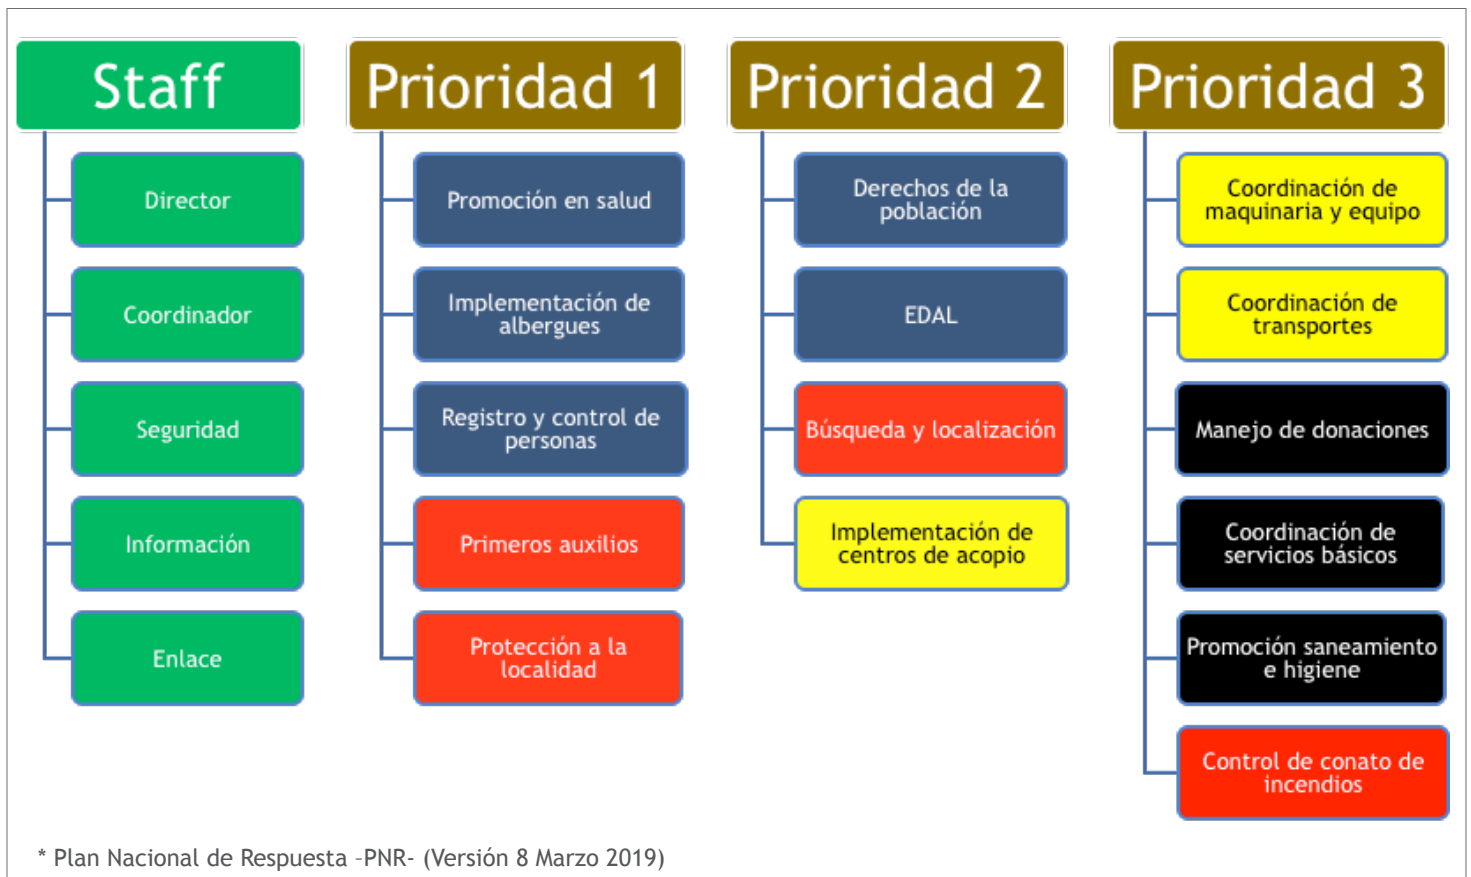 Staff
Director
Coordinador
Seguridad
Información
Enlace
Prioridad 1
Promoción en salud
Implementación de
albergues
Registro y control de
personas
Primeros auxilios
Protección a la
localidad
Prioridad 2
Derechos de la
población
EDAL
Búsqueda y localización
Implementación de
centros de acopio
Prioridad 3
Coordinación de
maquinaria y equipo
Coordinación de
transportes
Manejo de donaciones
Coordinación de
servicios básicos
Promoción saneamiento
e higiene
Control de conato de
incendios
* Plan Nacional de Respuesta –PNR- (Versión 8 Marzo 2019)